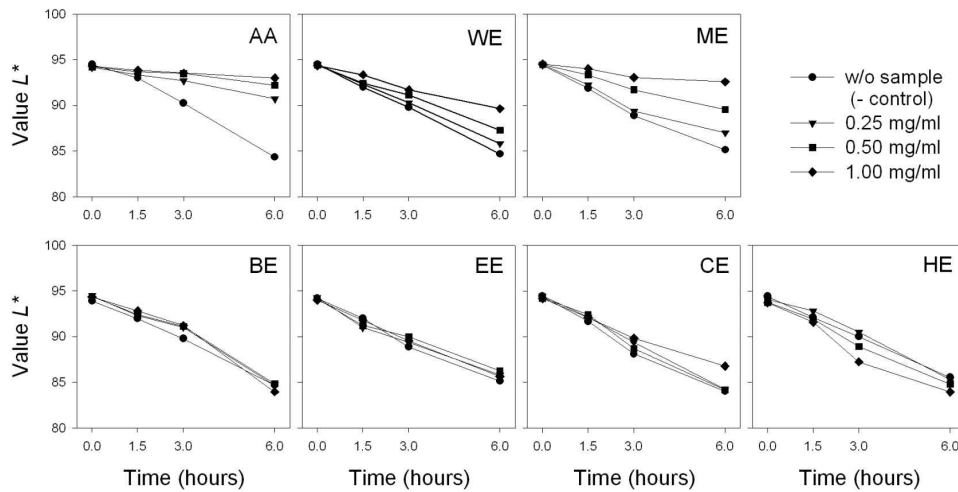 100
95
90
85
80
Value L*
AA
0.0 1.5 3.0 6.0
WE
0.0 1.5 3.0 6.0
ME
0.0 1.5 3.0 6.0
w/o sample
(- control)
0.25 mg/ml
0.50 mg/ml
1.00 mg/ml
100
95
90
85
80
Value L*
BE
0.0 1.5 3.0 6.0
Time (hours)
EE
0.0 1.5 3.0 6.0
Time (hours)
CE
0.0 1.5 3.0 6.0
Time (hours)
HE
0.0 1.5 3.0 6.0
Time (hours)